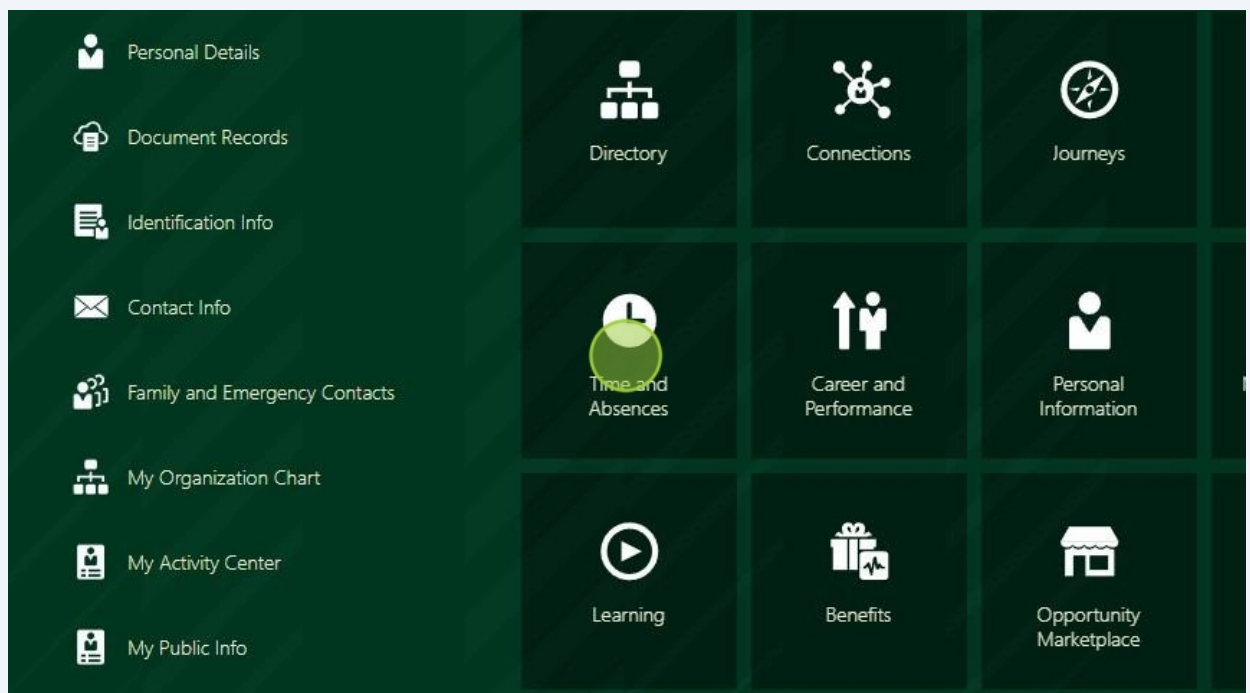 Personal Details
Document Records
Identification Info
Contact Info
Family and Emergency Contacts
My Organization Chart
My Activity Center
My Public Info
Directory
Connections
Journeys
Time and
Absences
Career and
Performance
Personal
Information
Learning
Benefits
Opportunity
Marketplace